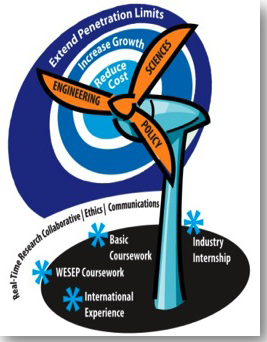 Extend Penetration Limits
Increase Growth
Reduce
Cost
ENGINEERING
SCIENCES
POLICY
Real-Time Research Collaborative | Ethics | Communications
Basic
Coursework
Industry
Internship
WESEP Coursework
International
Experience